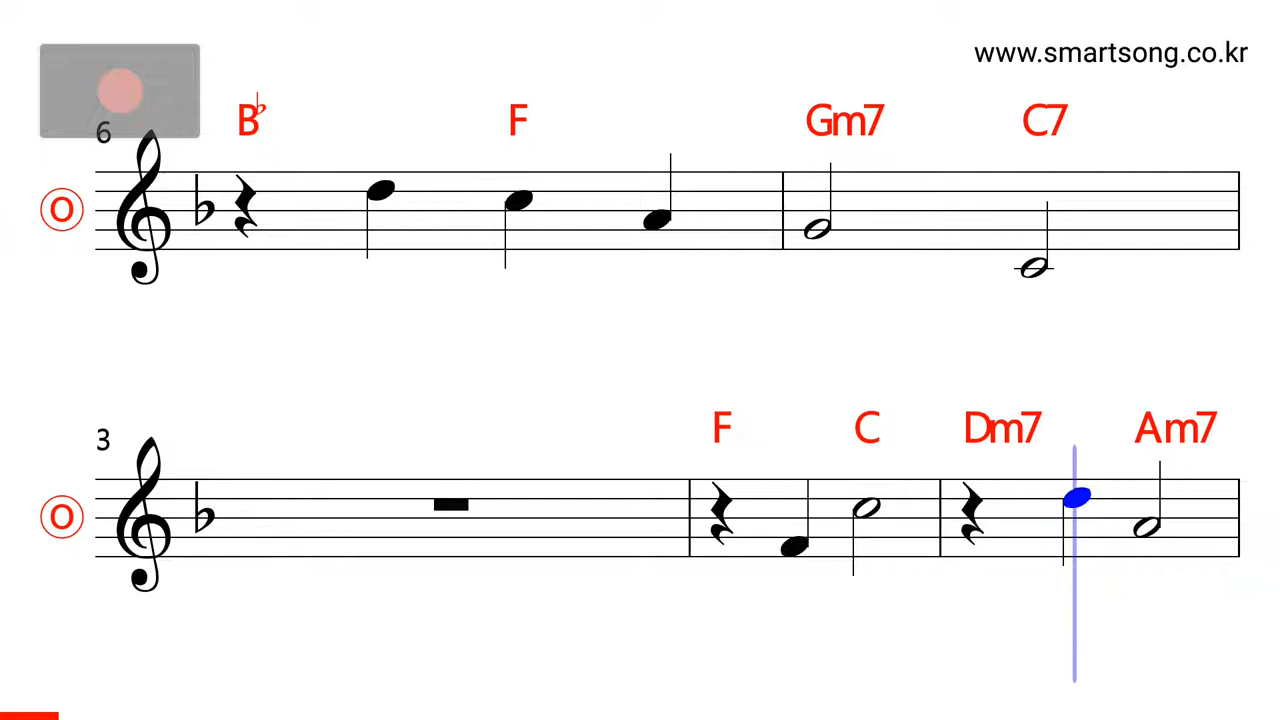 www.smartsong.co.kr
6 B♭ F Gm7 C7
O
3 F C Dm7 Am7
O